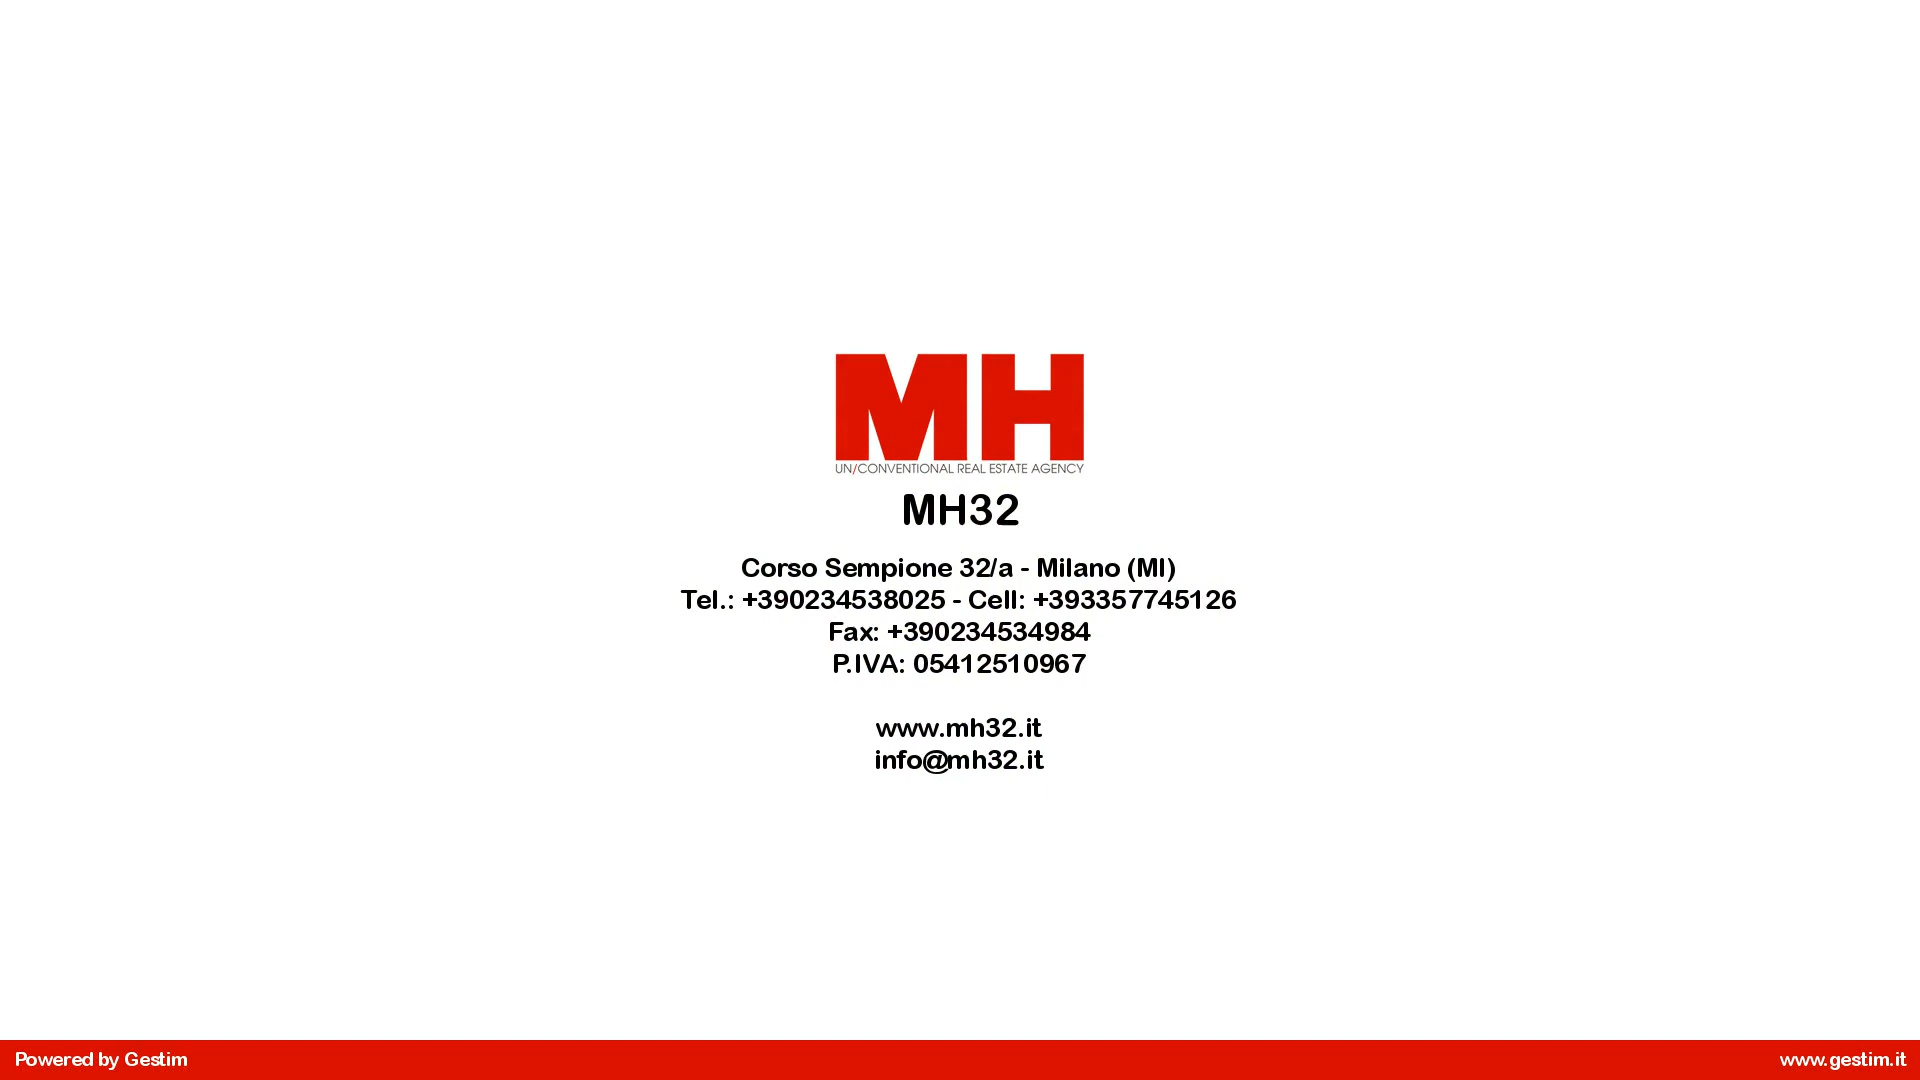 MH
UN/CONVENTIONAL REAL ESTATE AGENCY
MH32
Corso Sempione 32/a - Milano (MI)
Tel.: +390234538025 - Cell: +393357745126
Fax: +390234534984
P.IVA: 05412510967
www.mh32.it
info@mh32.it
Powered by Gestim
www.gestim.it